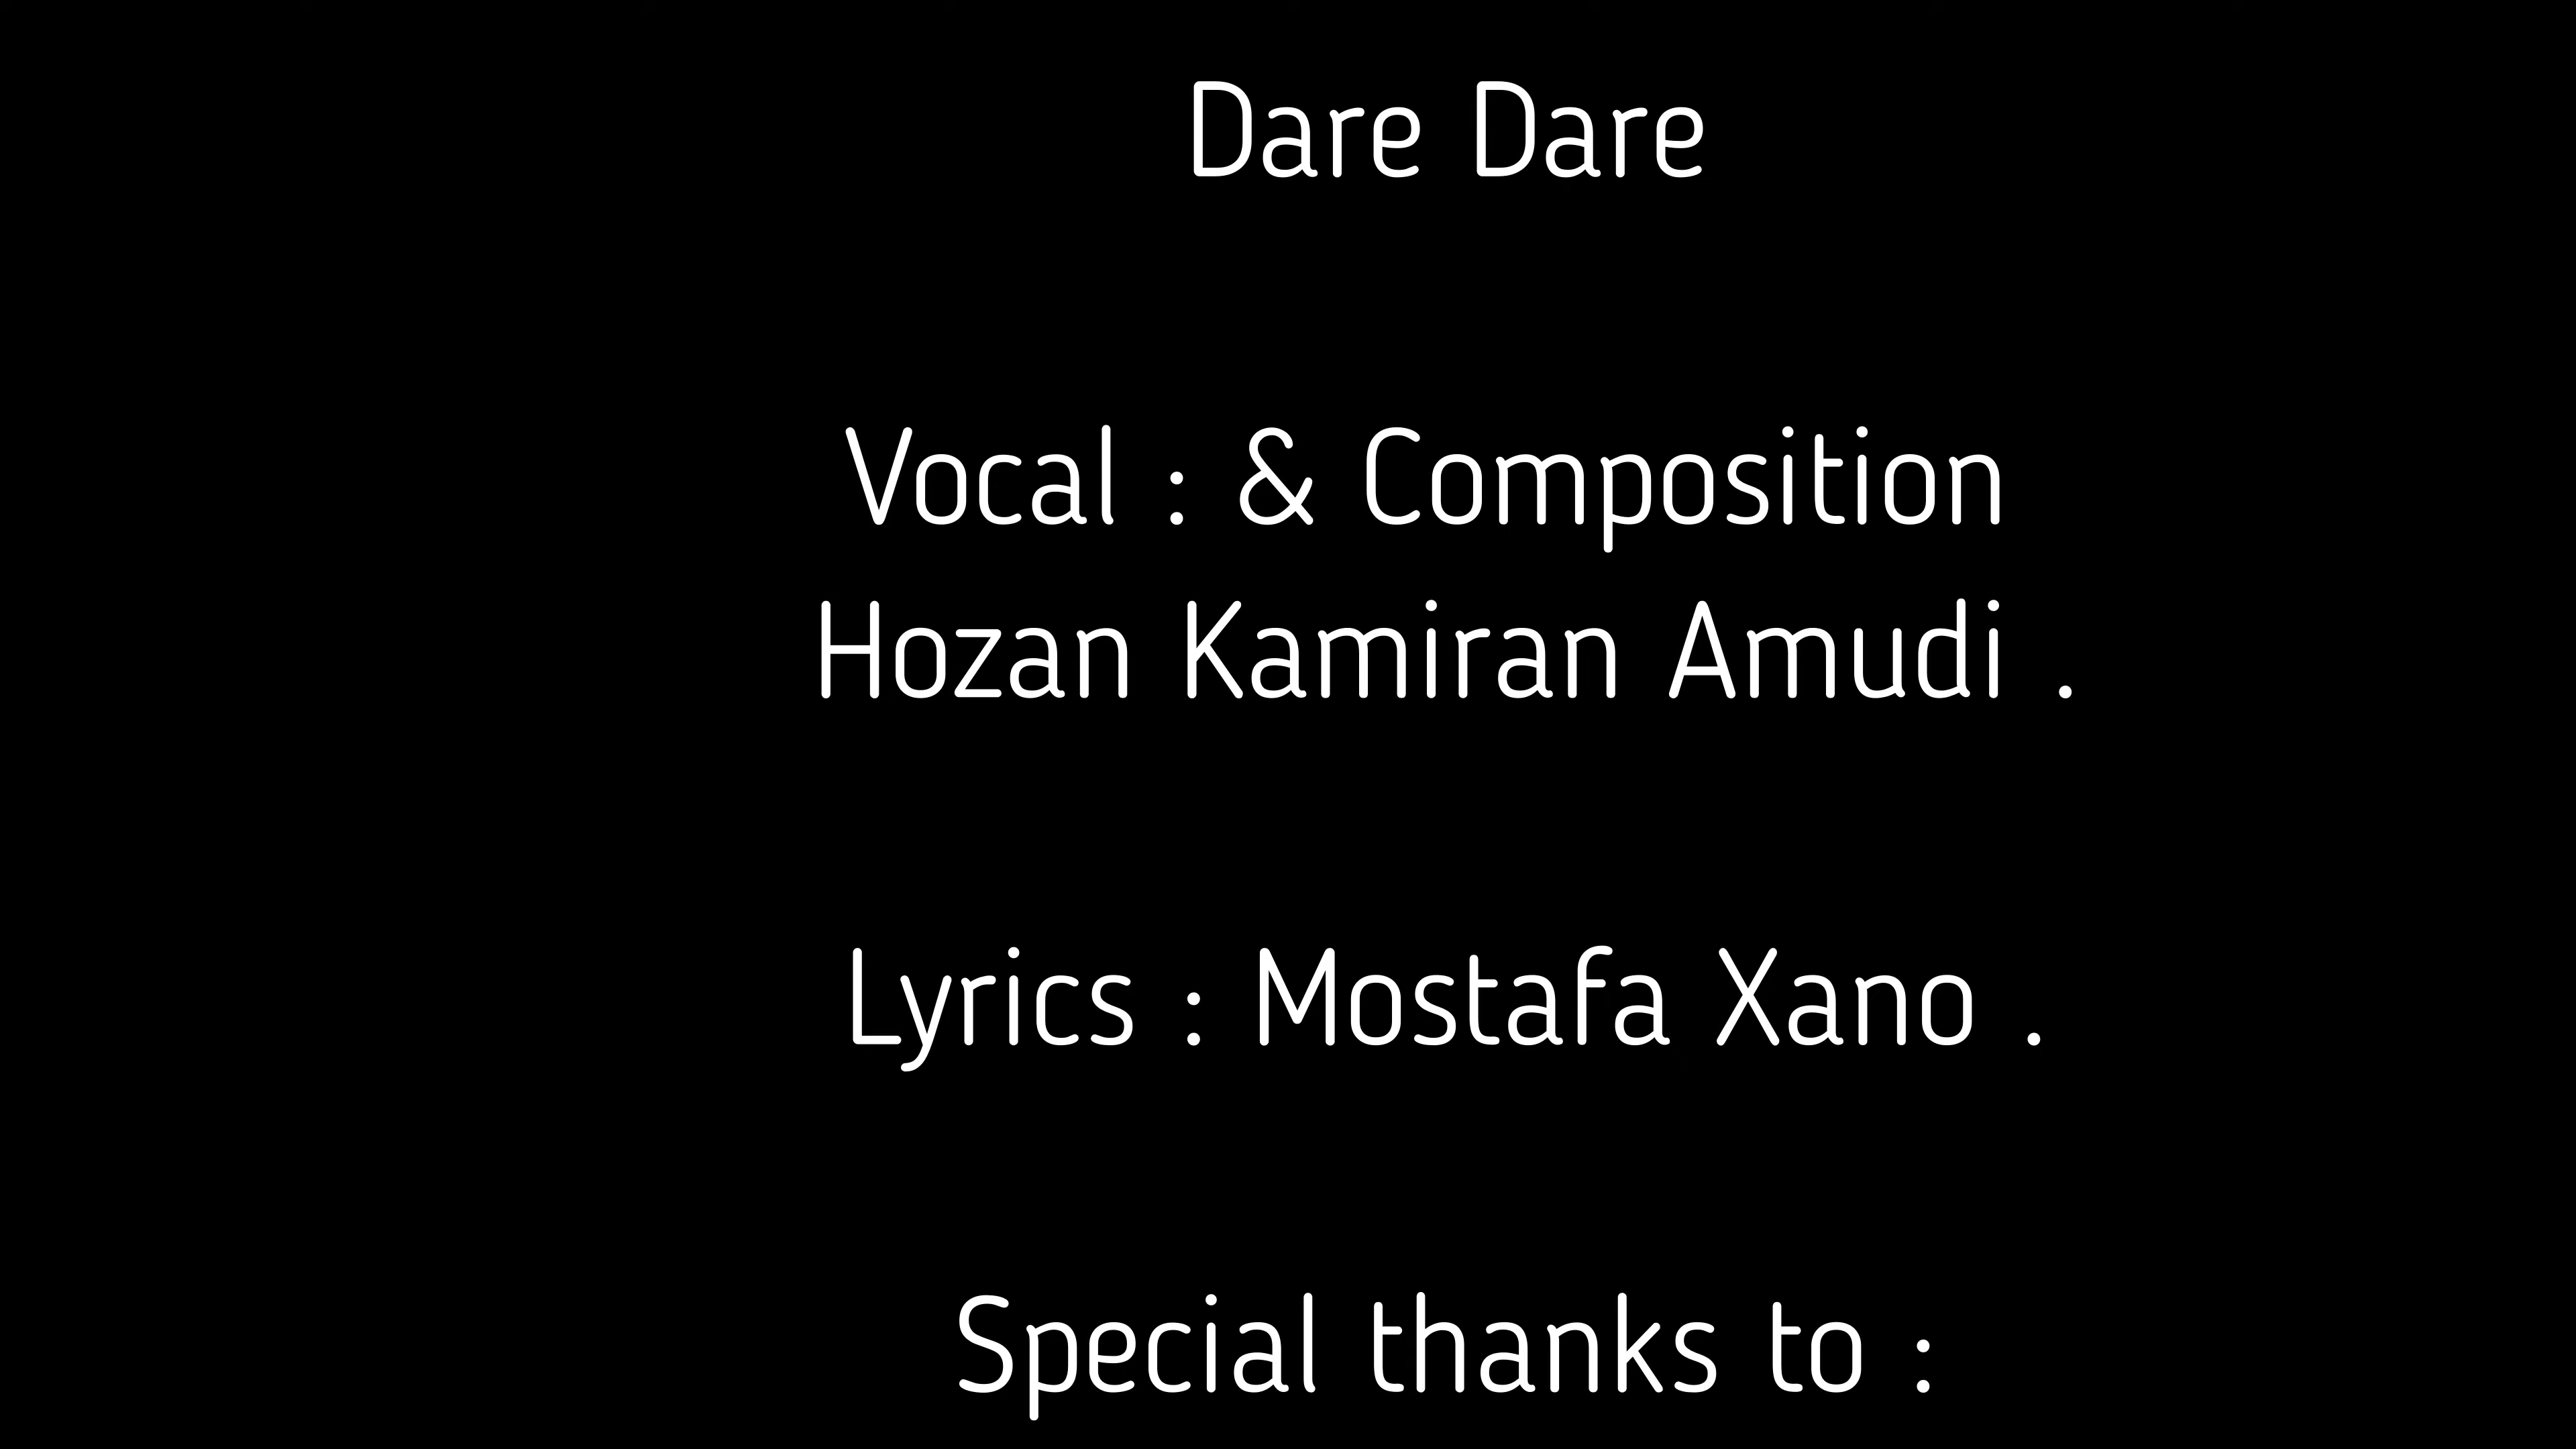 Dare Dare
Vocal : & Composition
Hozan Kamiran Amudi .
Lyrics : Mostafa Xano .
Special thanks to :